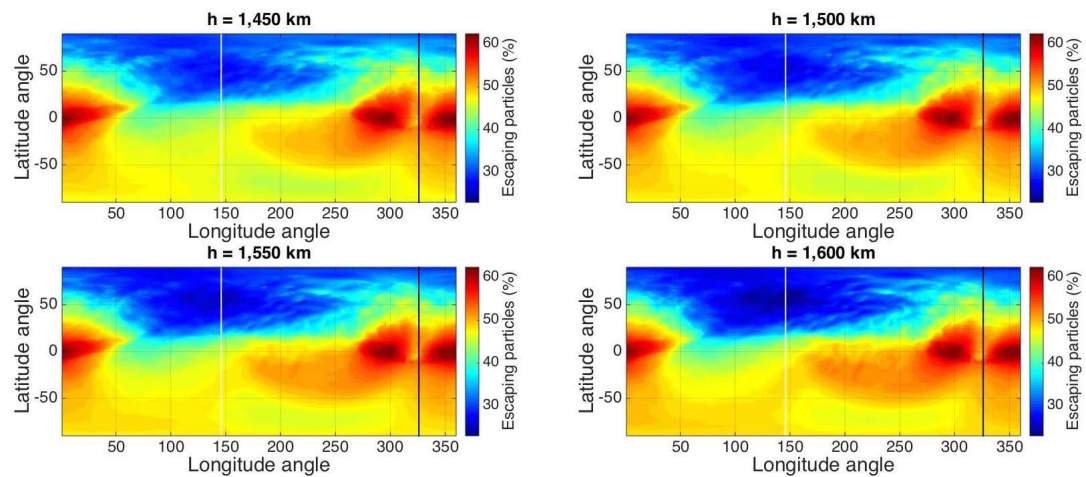 h = 1,450 km
Latitude angle
50
0
-50
50 100 150 200 250 300 350
Longitude angle
60
50
40
30
Escaping particles (%)
h = 1,500 km
Latitude angle
50
0
-50
50 100 150 200 250 300 350
Longitude angle
60
50
40
30
Escaping particles (%)
h = 1,550 km
Latitude angle
50
0
-50
50 100 150 200 250 300 350
Longitude angle
60
50
40
30
Escaping particles (%)
h = 1,600 km
Latitude angle
50
0
-50
50 100 150 200 250 300 350
Longitude angle
60
50
40
30
Escaping particles (%)